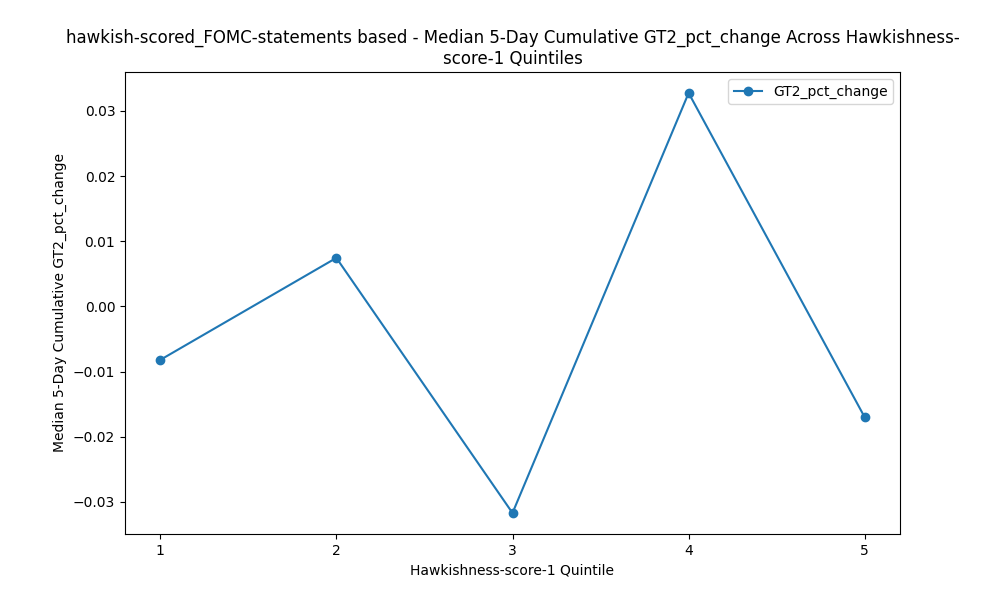 hawkish-scored_FOMC-statements based - Median 5-Day Cumulative GT2_pct_change Across Hawkishness-
score-1 Quintiles
GT2_pct_change
Median 5-Day Cumulative GT2_pct_change
0.03
0.02
0.01
0.00
−0.01
−0.02
−0.03
1
2
3
4
5
Hawkishness-score-1 Quintile